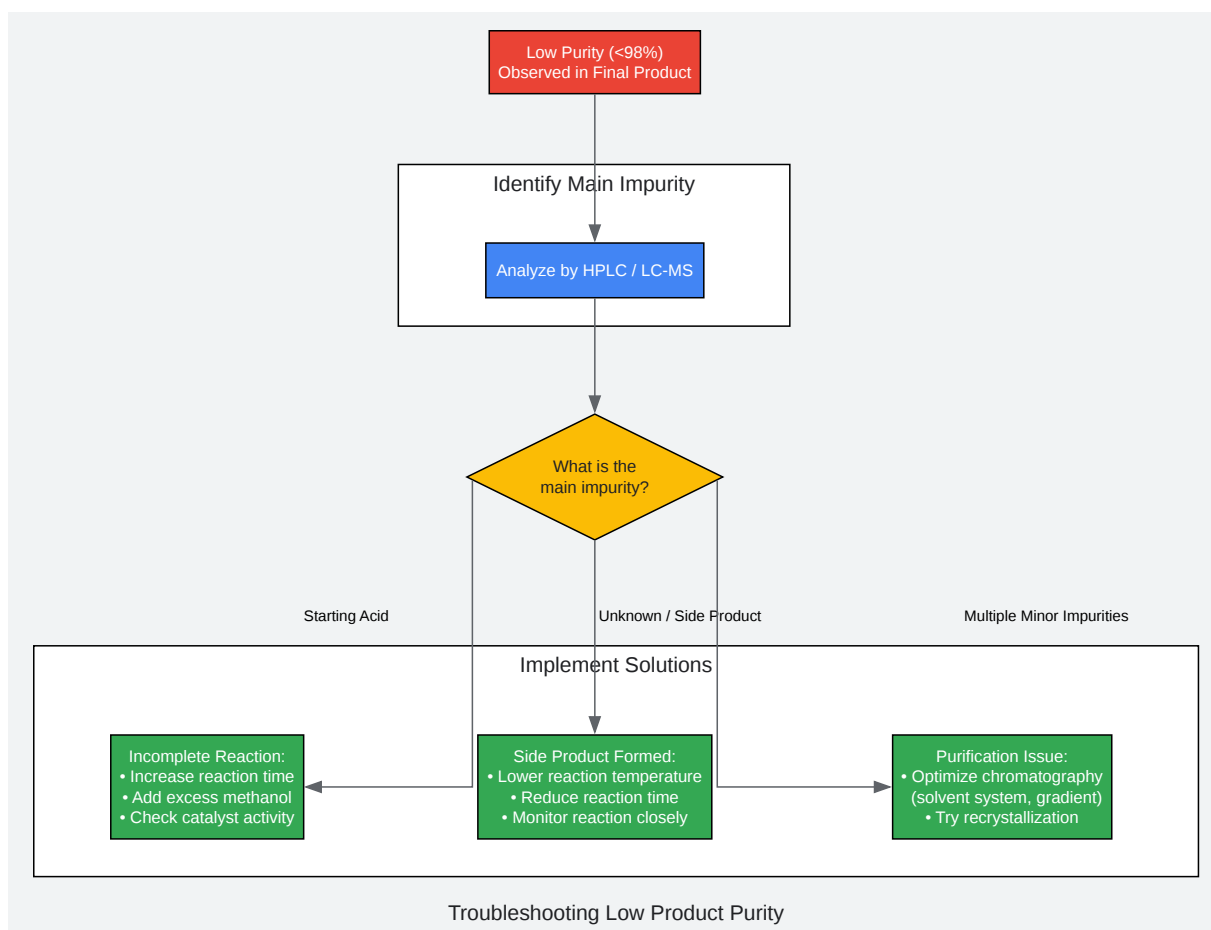 Low Purity (<98%)
Observed in Final Product
Identify Main Impurity
Analyze by HPLC / LC-MS
What is the
main impurity?
Starting Acid
Unknown / Side Product
Multiple Minor Impurities
Implement Solutions
Incomplete Reaction:
• Increase reaction time
• Add excess methanol
• Check catalyst activity
Side Product Formed:
• Lower reaction temperature
• Reduce reaction time
• Monitor reaction closely
Purification Issue:
• Optimize chromatography
(solvent system, gradient)
• Try recrystallization
Troubleshooting Low Product Purity